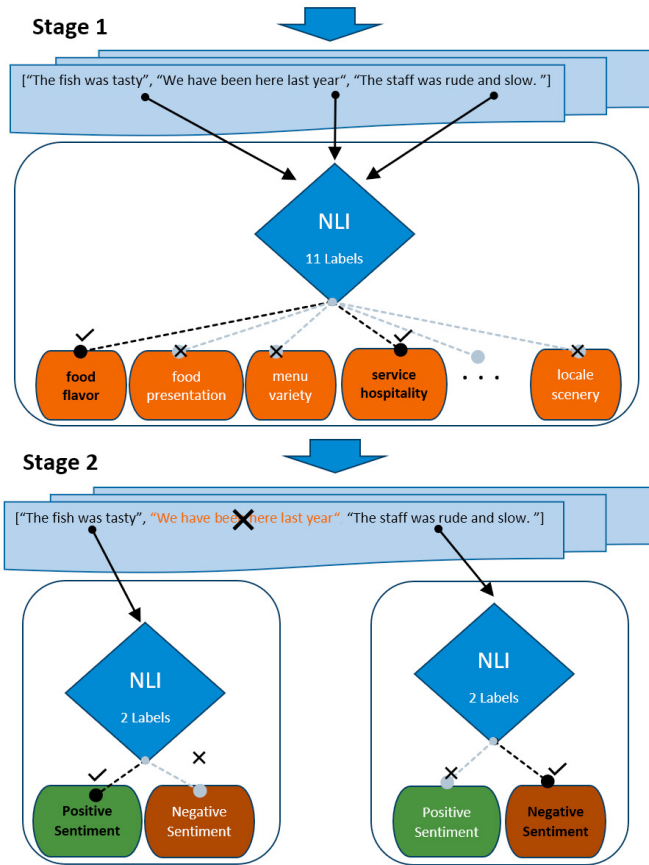 Stage 1
["The fish was tasty", "We have been here last year", "The staff was rude and slow. "]
NLI
11 Labels
food
flavor
food
presentation
menu
variety
service
hospitality
. . .
locale
scenery
Stage 2
["The fish was tasty", "We have been here last year", "The staff was rude and slow. "]
NLI
2 Labels
Positive
Sentiment
Negative
Sentiment
NLI
2 Labels
Positive
Sentiment
Negative
Sentiment